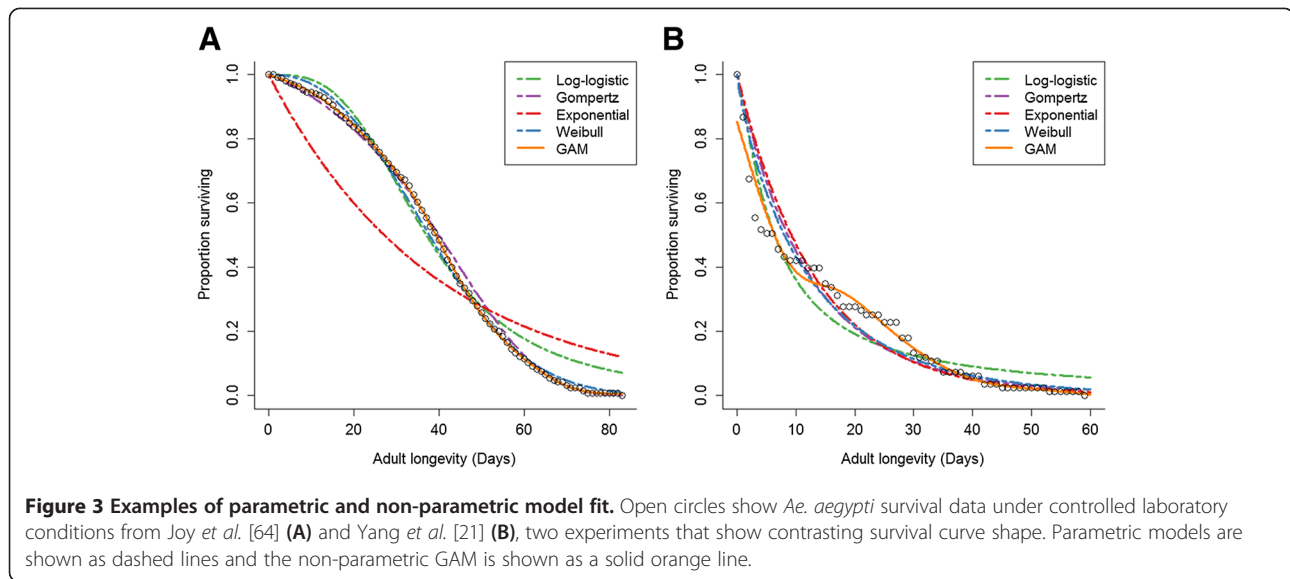 A
Log-logistic
Gompertz
Exponential
Weibull
GAM
1.0
0.8
0.6
0.4
0.2
0.0
Proportion surviving
0
20
40
60
80
Adult longevity (Days)
B
Log-logistic
Gompertz
Exponential
Weibull
GAM
1.0
0.8
0.6
0.4
0.2
0.0
Proportion surviving
0
10
20
30
40
50
60
Adult longevity (Days)
Figure 3 Examples of parametric and non-parametric model fit. Open circles show Ae. aegypti survival data under controlled laboratory
conditions from Joy et al. [64] (A) and Yang et al. [21] (B), two experiments that show contrasting survival curve shape. Parametric models are
shown as dashed lines and the non-parametric GAM is shown as a solid orange line.